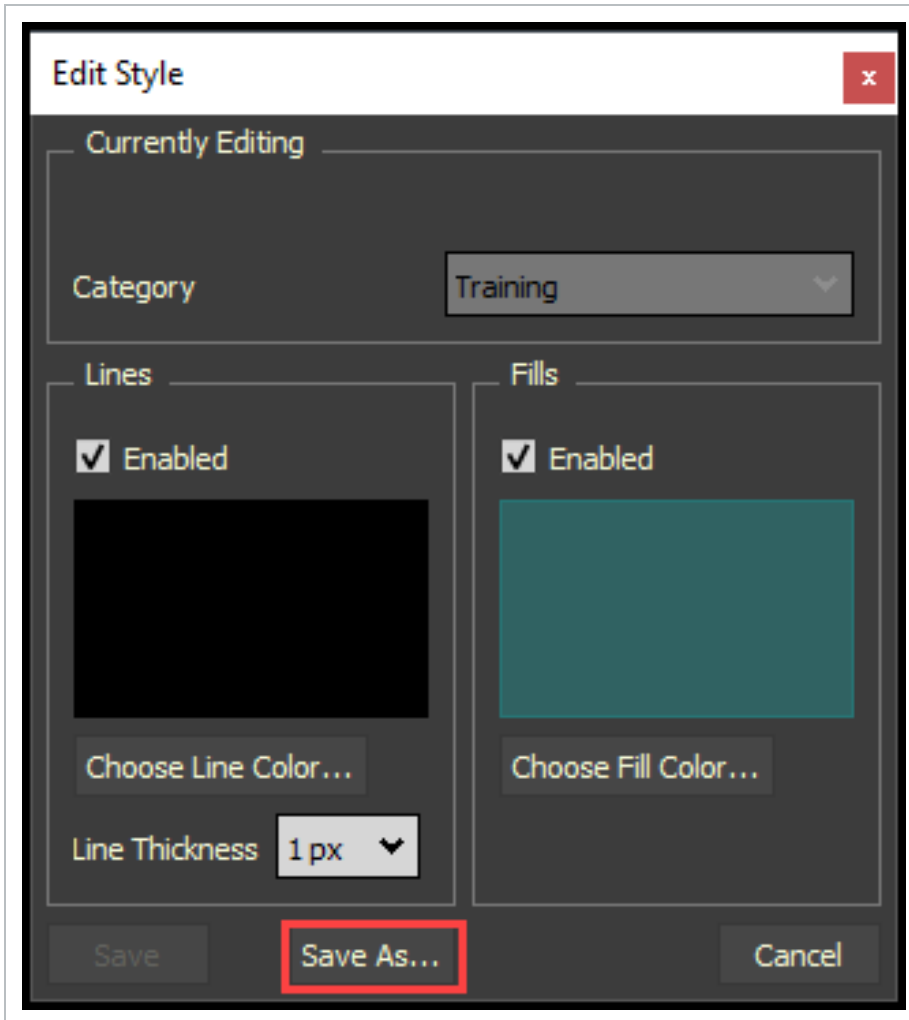 Edit Style
x
Currently Editing
Category Training
Lines Fills
Enabled Enabled
Choose Line Color... Choose Fill Color...
Line Thickness 1 px
Save Save As... Cancel